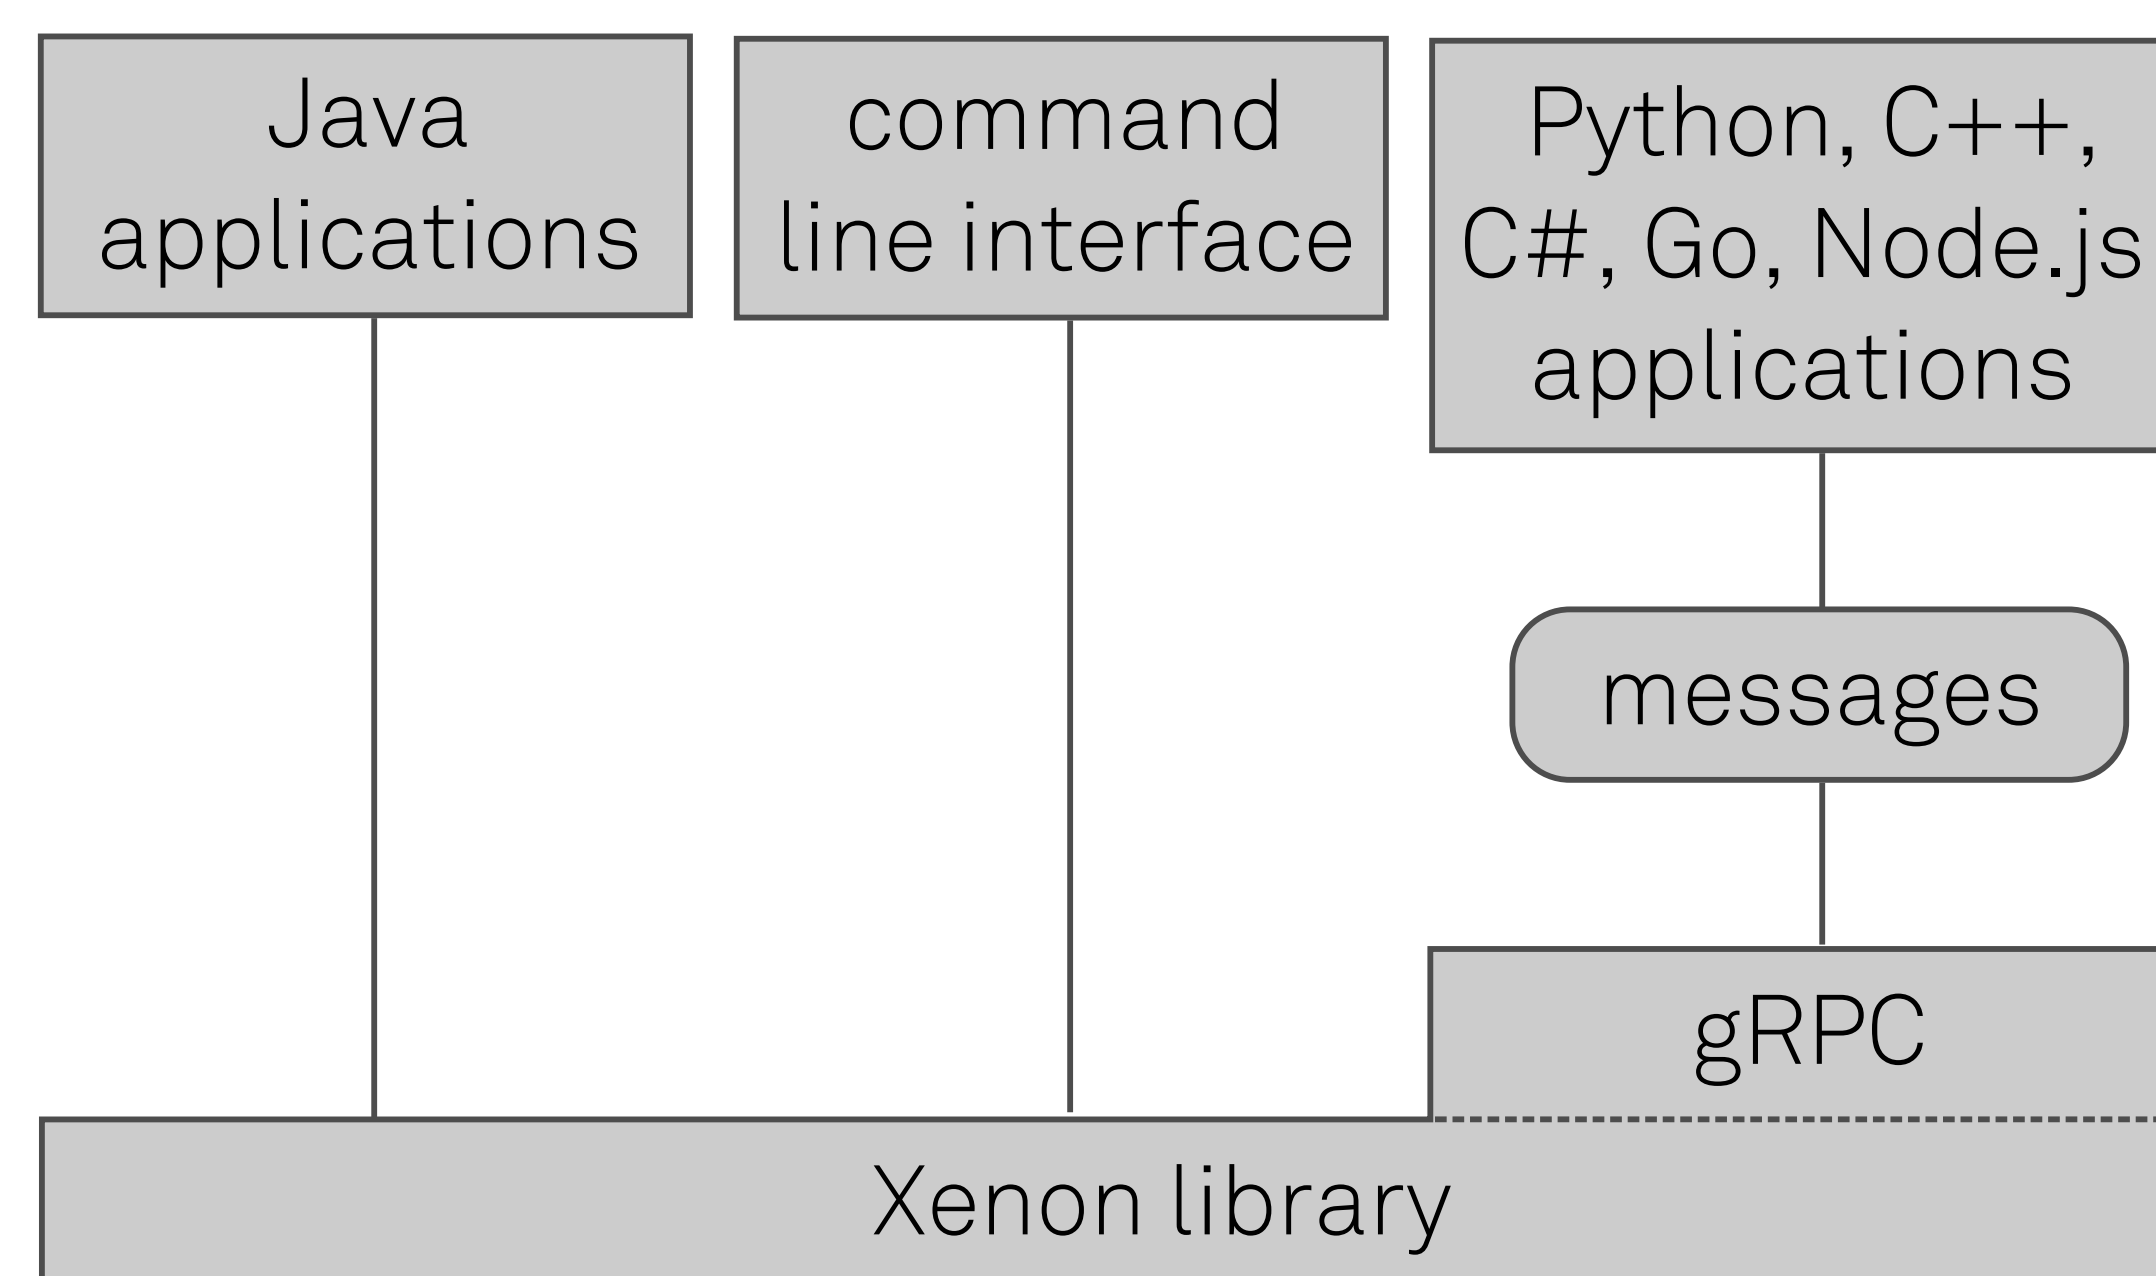 Java
applications
command
line interface
Python, C++,
C#, Go, Node.js
applications
messages
gRPC
Xenon library